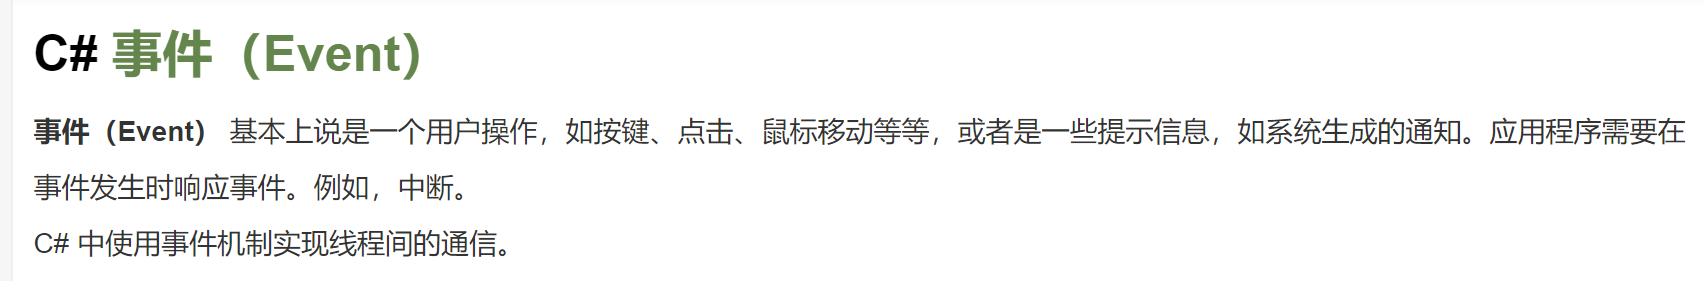 C# 事件（Event）
事件（Event） 基本上说是一个用户操作，如按键、点击、鼠标移动等等，或者是一些提示信息，如系统生成的通知。应用程序需要在
事件发生时响应事件。例如，中断。
C# 中使用事件机制实现线程间的通信。